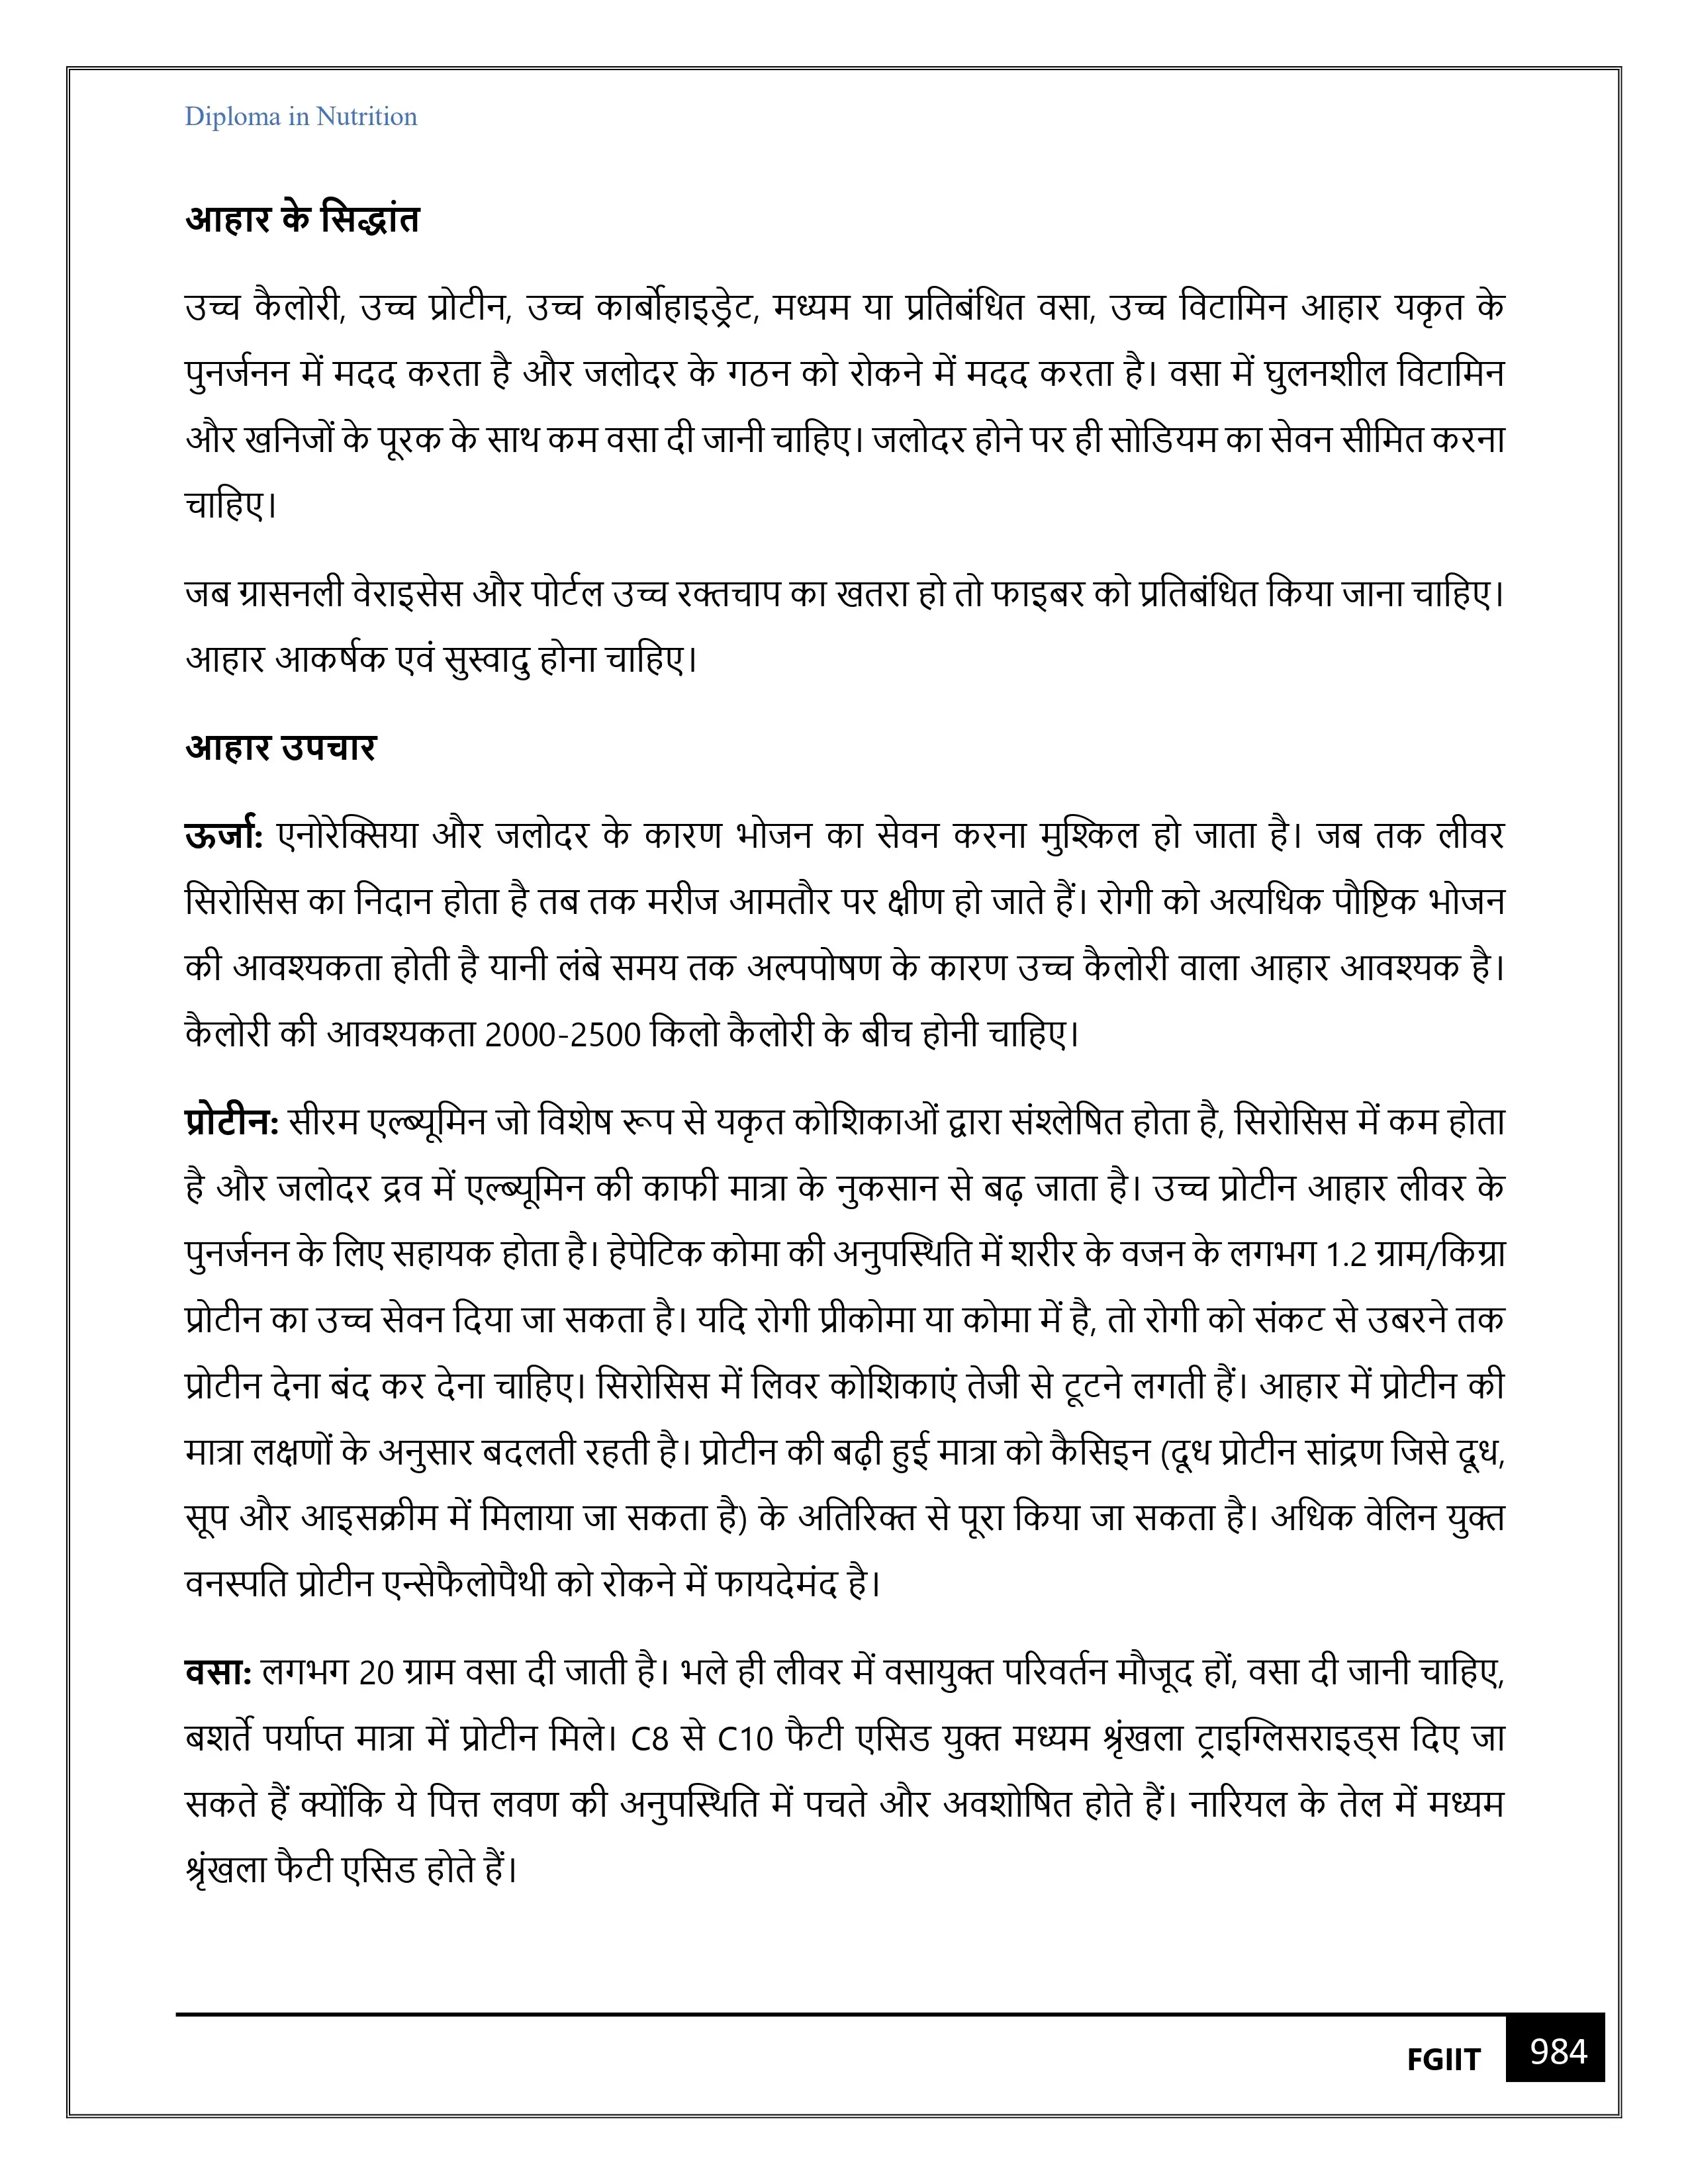 Diploma in Nutrition
आहार के सिद्धांत
उच्च कैलोरी, उच्च प्रोटीन, उच्च कार्बोहाइड्रेट, मध्यम या प्रतिबंधित वसा, उच्च विटामिन आहार यकृत के
पुनर्जनन में मदद करता है और जलोदर के गठन को रोकने में मदद करता है। वसा में घुलनशील विटामिन
और खनिजों के पूरक के साथ कम वसा दी जानी चाहिए। जलोदर होने पर ही सोडियम का सेवन सीमित करना
चाहिए।
जब ग्रासनली वेराइसेस और पोर्टल उच्च रक्तचाप का खतरा हो तो फाइबर को प्रतिबंधित किया जाना चाहिए।
आहार आकर्षक एवं सुस्वादु होना चाहिए।
आहार उपचार
ऊर्जा: एनोरेक्सिया और जलोदर के कारण भोजन का सेवन करना मुश्किल हो जाता है। जब तक लीवर
सिरोसिस का निदान होता है तब तक मरीज आमतौर पर क्षीण हो जाते हैं। रोगी को अत्यधिक पौष्टिक भोजन
की आवश्यकता होती है यानी लंबे समय तक अल्पपोषण के कारण उच्च कैलोरी वाला आहार आवश्यक है।
कैलोरी की आवश्यकता 2000-2500 किलो कैलोरी के बीच होनी चाहिए।
प्रोटीन: सीरम एल्ब्यूमिन जो विशेष रूप से यकृत कोशिकाओं द्वारा संश्लेषित होता है, सिरोसिस में कम होता
है और जलोदर द्रव में एल्ब्यूमिन की काफी मात्रा के नुकसान से बढ़ जाता है। उच्च प्रोटीन आहार लीवर के
पुनर्जनन के लिए सहायक होता है। हेपेटिक कोमा की अनुपस्थिति में शरीर के वजन के लगभग 1.2 ग्राम/किग्रा
प्रोटीन का उच्च सेवन दिया जा सकता है। यदि रोगी प्रीकोमा या कोमा में है, तो रोगी को संकट से उबरने तक
प्रोटीन देना बंद कर देना चाहिए। सिरोसिस में लिवर कोशिकाएं तेजी से टूटने लगती हैं। आहार में प्रोटीन की
मात्रा लक्षणों के अनुसार बदलती रहती है। प्रोटीन की बढ़ी हुई मात्रा को कैसिइन (दूध प्रोटीन सांद्रण जिसे दूध,
सूप और आइसक्रीम में मिलाया जा सकता है) के अतिरिक्त से पूरा किया जा सकता है। अधिक वेलिन युक्त
वनस्पति प्रोटीन एन्सेफैलोपैथी को रोकने में फायदेमंद है।
वसा: लगभग 20 ग्राम वसा दी जाती है। भले ही लीवर में वसायुक्त परिवर्तन मौजूद हों, वसा दी जानी चाहिए,
बशर्ते पर्याप्त मात्रा में प्रोटीन मिले। C8 से C10 फैटी एसिड युक्त मध्यम श्रृंखला ट्राइग्लिसराइड्स दिए जा
सकते हैं क्योंकि ये पित्त लवण की अनुपस्थिति में पचते और अवशोषित होते हैं। नारियल के तेल में मध्यम
श्रृंखला फैटी एसिड होते हैं।
FGIIT 984